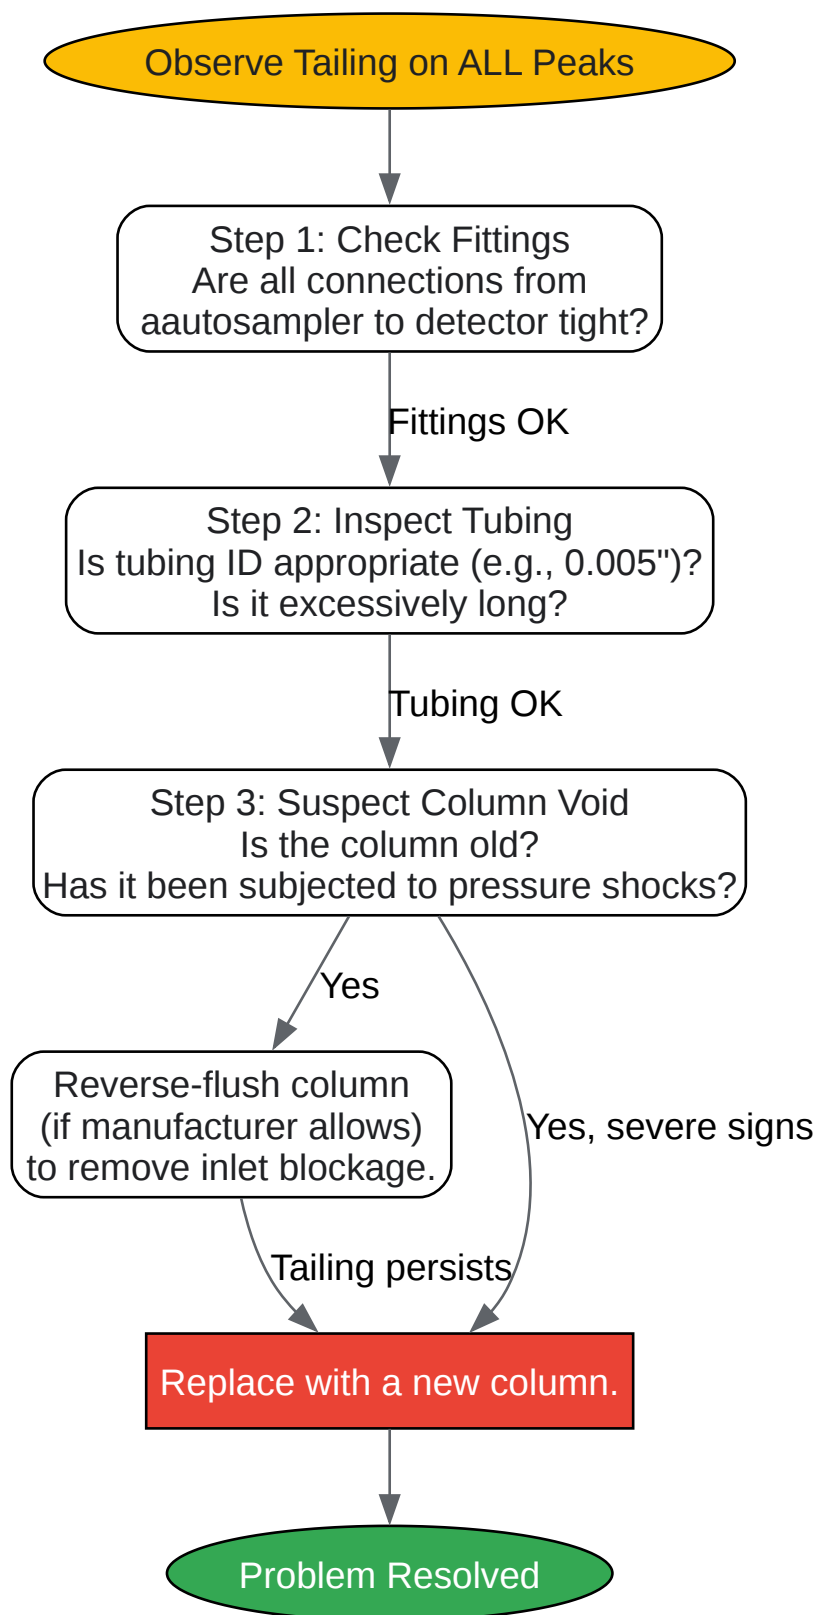 Observe Tailing on ALL Peaks
Step 1: Check Fittings
Are all connections from
aautosampler to detector tight?
Fittings OK
Step 2: Inspect Tubing
Is tubing ID appropriate (e.g., 0.005")?
Is it excessively long?
Tubing OK
Step 3: Suspect Column Void
Is the column old?
Has it been subjected to pressure shocks?
Yes
Reverse-flush column
(if manufacturer allows)
to remove inlet blockage.
Yes, severe signs
Tailing persists
Replace with a new column.
Problem Resolved